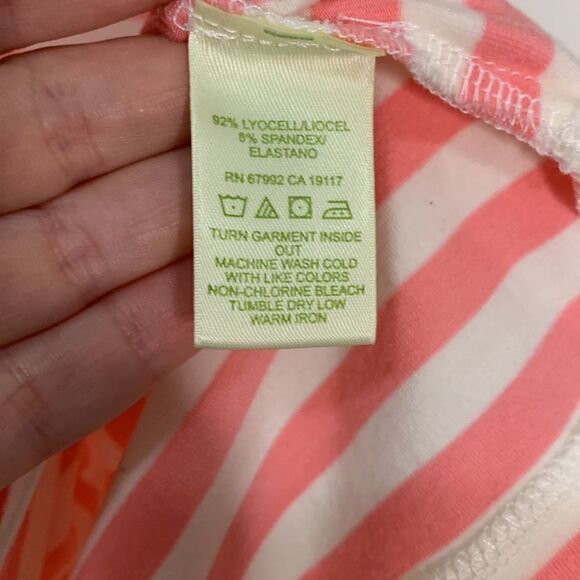 92% LYOCELL/LIOCEL
8% SPANDEX/
ELASTANO
RN 67992 CA 19117
TURN GARMENT INSIDE
OUT
MACHINE WASH COLD
WITH LIKE COLORS
NON-CHLORINE BLEACH
TUMBLE DRY LOW
WARM IRON